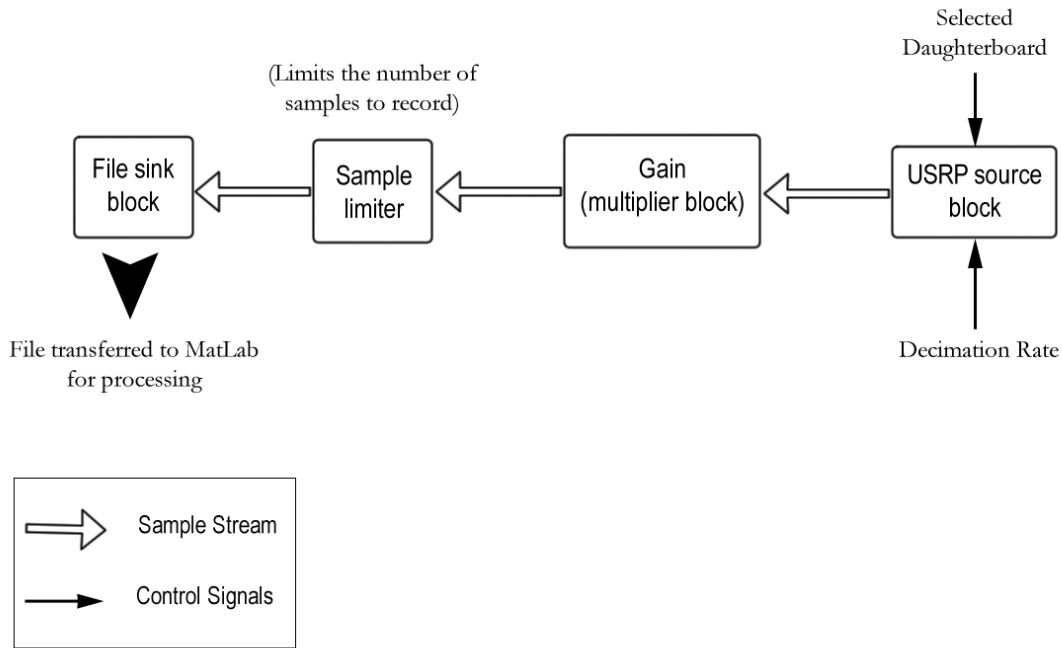 Selected
Daughterboard
(Limits the number of
samples to record)
File sink
block
Sample
limiter
Gain
(multiplier block)
USRP source
block
File transferred to MatLab
for processing
Decimation Rate
Sample Stream
Control Signals